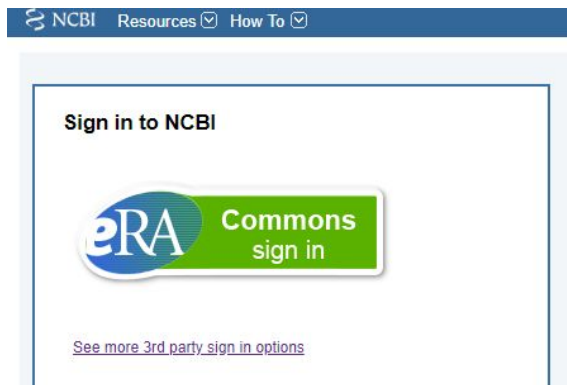 NCBI Resources How To
Sign in to NCBI
eRA Commons
sign in
See more 3rd party sign in options